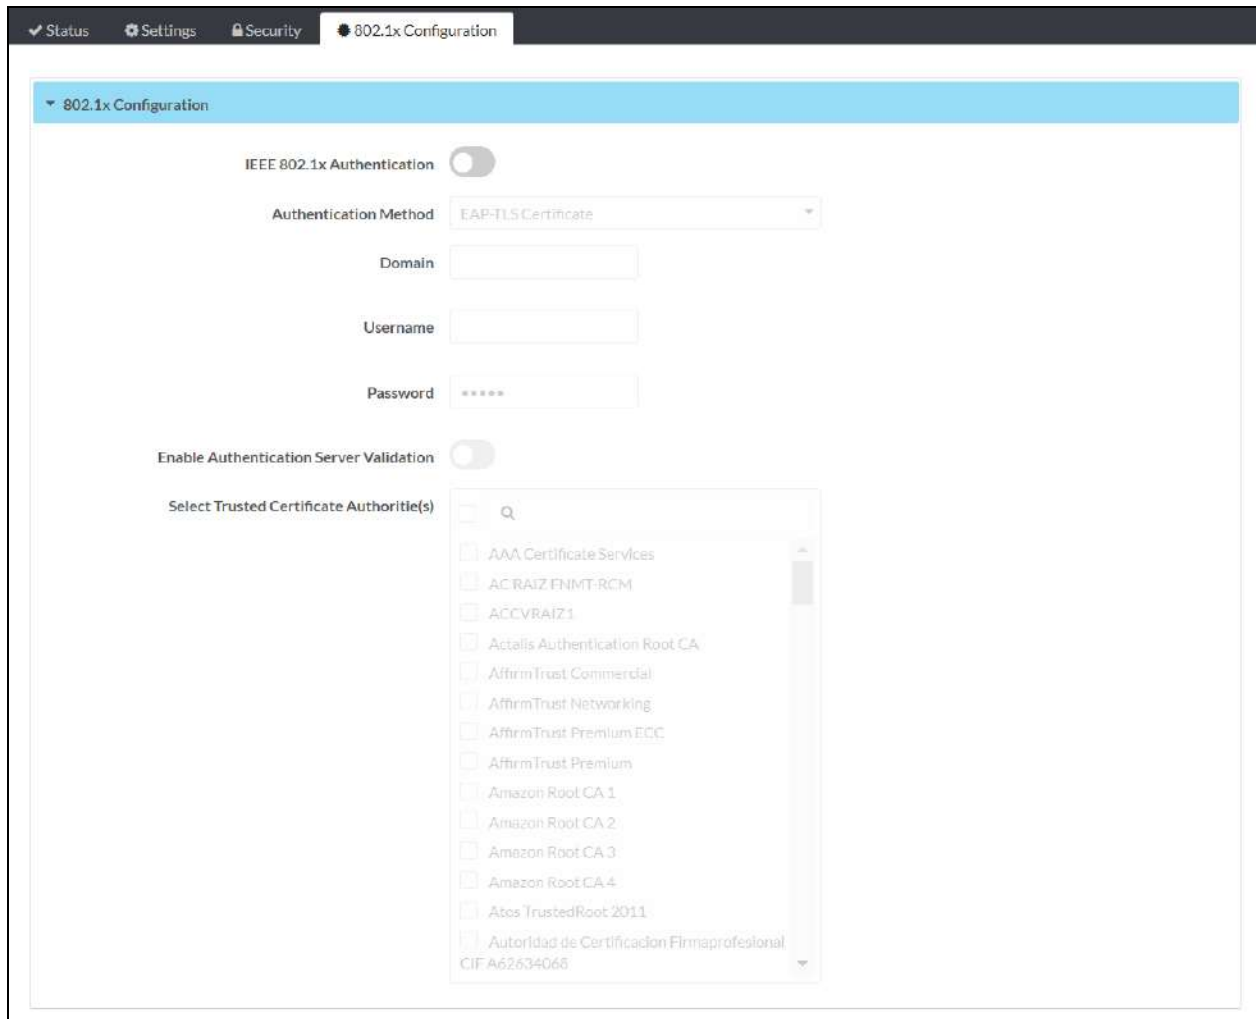 Status Settings Security 802.1x Configuration
802.1x Configuration
IEEE 802.1x Authentication
Authentication Method EAP-TLS Certificate
Domain
Username
Password •••••
Enable Authentication Server Validation
Select Trusted Certificate Authoritie(s)
AAA Certificate Services
AC RAIZ FNMT-RCM
ACCVRAIZ1
Actalis Authentication Root CA
AffirmTrust Commercial
AffirmTrust Networking
AffirmTrust Premium ECC
AffirmTrust Premium
Amazon Root CA 1
Amazon Root CA 2
Amazon Root CA 3
Amazon Root CA 4
Atos TrustedRoot 2011
Autoridad de Certificacion Firmaprofesional
CIF A62634068